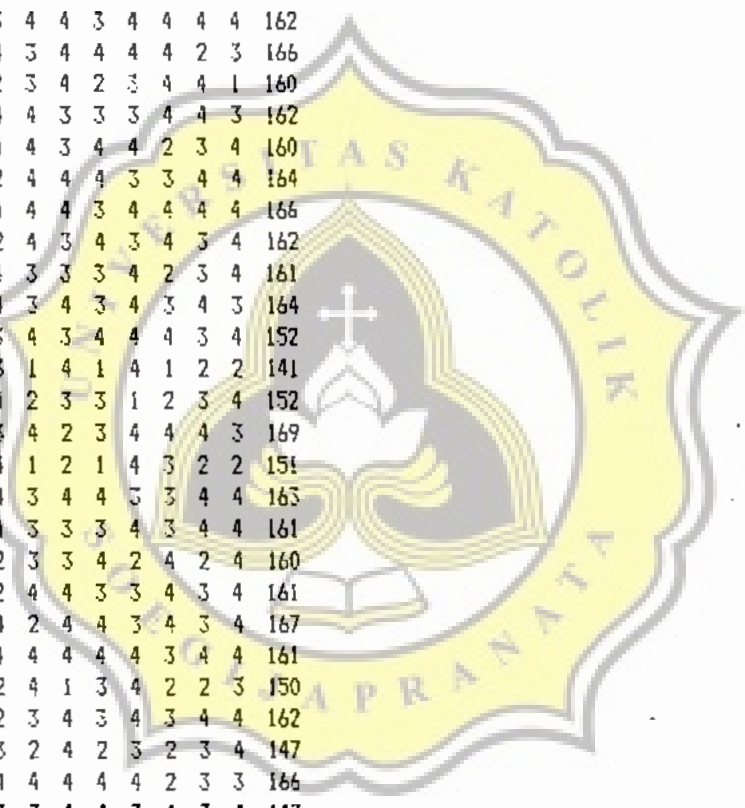 4 4 3 4 4 4 4 162
3 4 4 4 4 2 3 166
3 4 2 3 4 4 1 160
4 3 3 3 4 4 3 162
4 3 4 4 2 3 4 160
4 4 4 3 3 4 4 164
4 4 3 4 4 4 4 166
4 3 4 3 4 3 4 162
3 3 3 4 2 3 4 161
3 4 3 4 3 4 3 164
4 3 4 4 4 3 4 152
1 4 1 4 1 2 2 141
2 3 3 1 2 3 4 152
4 2 3 4 4 4 3 169
1 2 1 4 3 2 2 151
3 4 4 3 3 4 4 163
3 3 3 4 3 4 4 161
3 3 4 2 4 2 4 160
4 4 3 3 4 3 4 161
2 4 4 3 4 3 4 167
4 4 4 4 3 4 4 161
4 1 3 4 2 2 3 150
3 4 3 4 3 4 4 162
2 4 2 3 2 3 4 147
4 4 4 4 2 3 3 166
UNIVERSITAS KATOLIK
SOEGIJAPRANATA